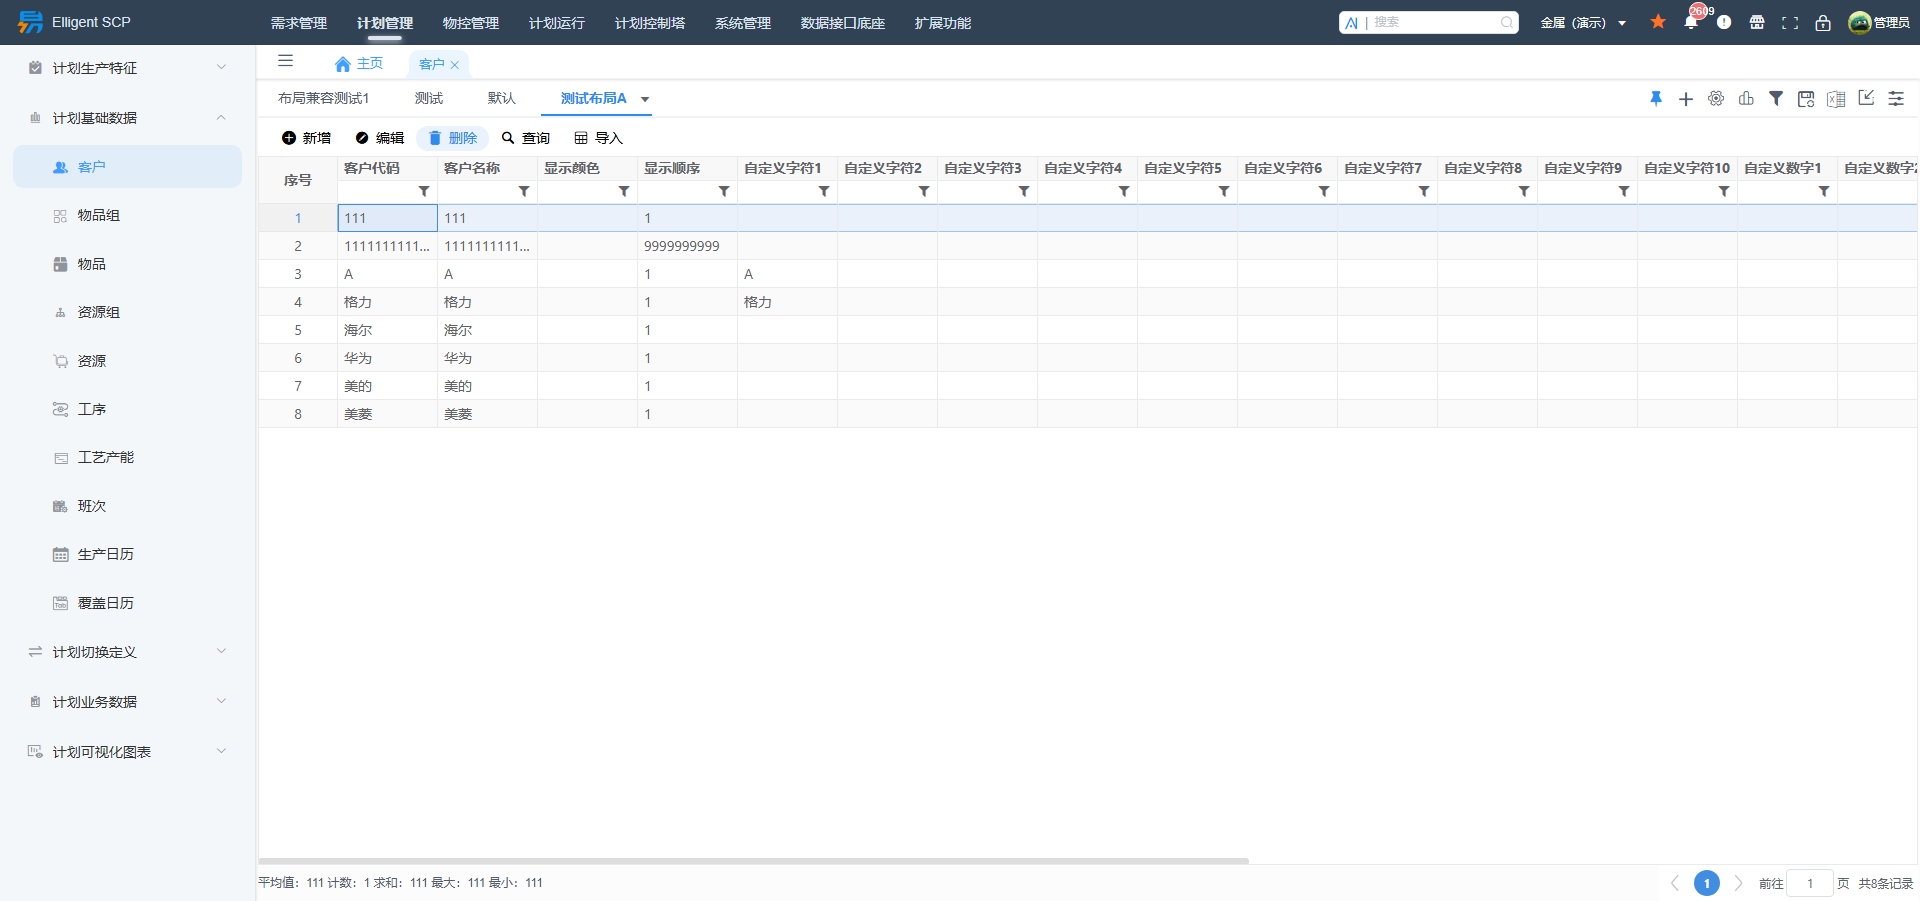 Elligent SCP 需求管理 计划管理 物控管理 计划运行 计划控制塔 系统管理 数据接口底座 扩展功能 AI | 搜索 金属（演示） 2609 管理员
计划生产特征
计划基础数据
客户
物品组
物品
资源组
资源
工序
工艺产能
班次
生产日历
覆盖日历
计划切换定义
计划业务数据
计划可视化图表
主页 客户
布局兼容测试1 测试 默认 测试布局A
新增 编辑 删除 查询 导入
序号 客户代码 客户名称 显示颜色 显示顺序 自定义字符1 自定义字符2 自定义字符3 自定义字符4 自定义字符5 自定义字符6 自定义字符7 自定义字符8 自定义字符9 自定义字符10 自定义数字1 自定义数字2
1 111 111 1
2 1111111111... 1111111111... 9999999999
3 A A 1 A
4 格力 格力 1 格力
5 海尔 海尔 1
6 华为 华为 1
7 美的 美的 1
8 美菱 美菱 1
平均值：111 计数：1 求和：111 最大：111 最小：111
1 前往 1 页 共8条记录